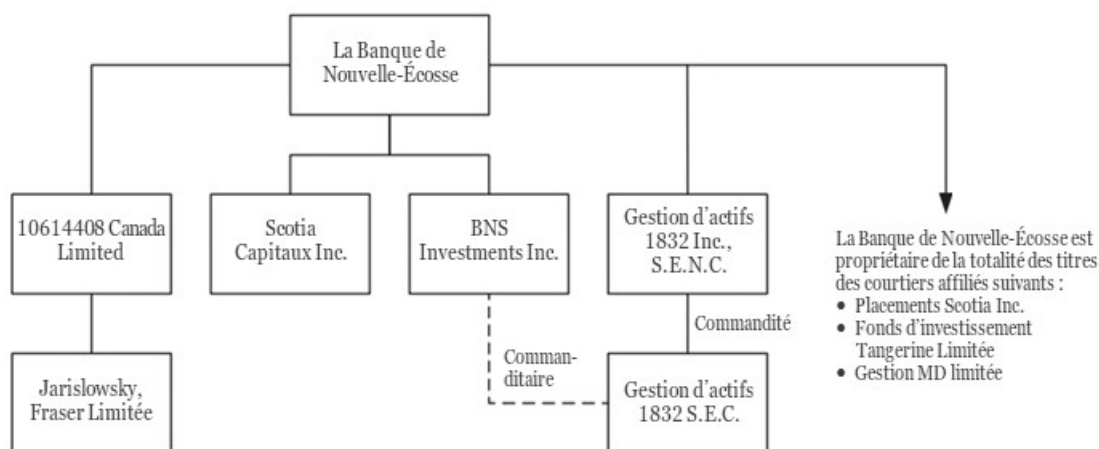 La Banque de
Nouvelle-Écosse
10614408 Canada
Limited
Scotia
Capitaux Inc.
BNS
Investments Inc.
Gestion d’actifs
1832 Inc.,
S.E.N.C.
La Banque de Nouvelle-Écosse est
propriétaire de la totalité des titres
des courtiers affiliés suivants :
• Placements Scotia Inc.
• Fonds d’investissement
Tangerine Limitée
• Gestion MD limitée
Commandité
Comman-
ditaire
Jarislowsky,
Fraser Limitée
Gestion d’actifs
1832 S.E.C.